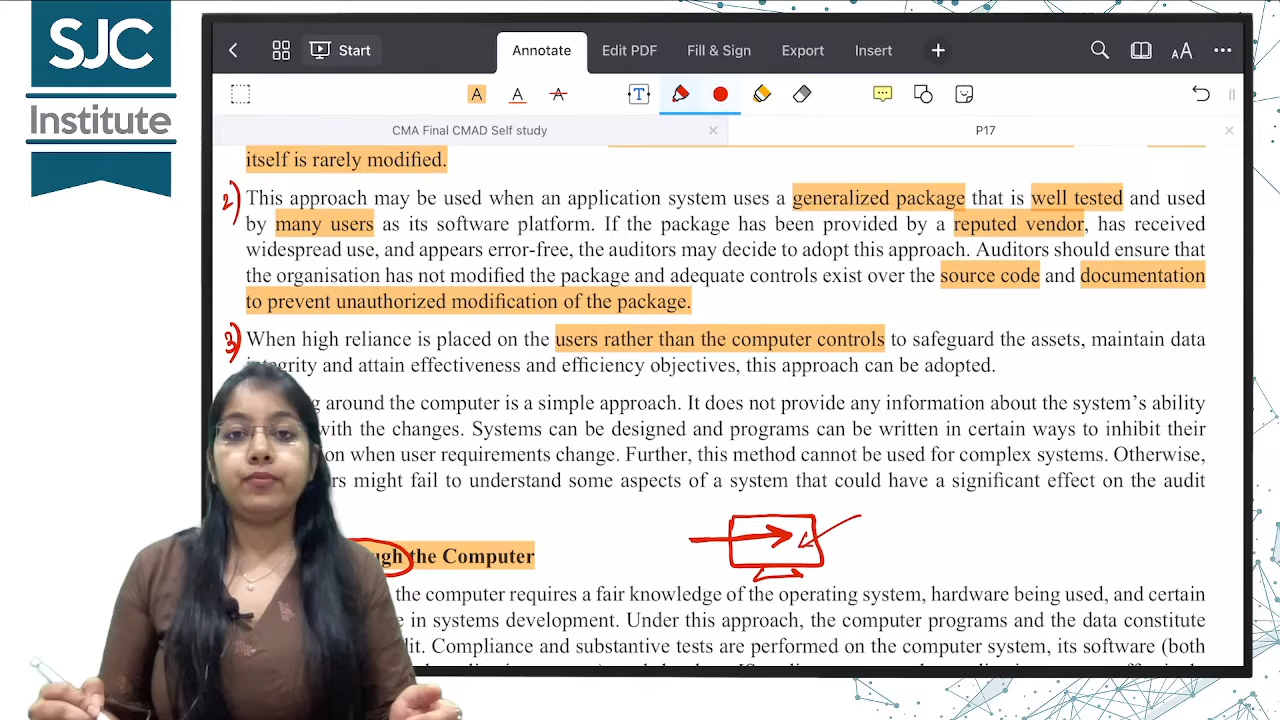 SJC
Institute
Start
Annotate
Edit PDF
Fill & Sign
Export
Insert
CMA Final CMAD Self study
P17
itself is rarely modified.
2) This approach may be used when an application system uses a generalized package that is well tested and used
by many users as its software platform. If the package has been provided by a reputed vendor, has received
widespread use, and appears error-free, the auditors may decide to adopt this approach. Auditors should ensure that
the organisation has not modified the package and adequate controls exist over the source code and documentation
to prevent unauthorized modification of the package.
3) When high reliance is placed on the users rather than the computer controls to safeguard the assets, maintain data
integrity and attain effectiveness and efficiency objectives, this approach can be adopted.
around the computer is a simple approach. It does not provide any information about the system's ability
with the changes. Systems can be designed and programs can be written in certain ways to inhibit their
when user requirements change. Further, this method cannot be used for complex systems. Otherwise,
might fail to understand some aspects of a system that could have a significant effect on the audit
the Computer
the computer requires a fair knowledge of the operating system, hardware being used, and certain
in systems development. Under this approach, the computer programs and the data constitute
Compliance and substantive tests are performed on the computer system, its software (both